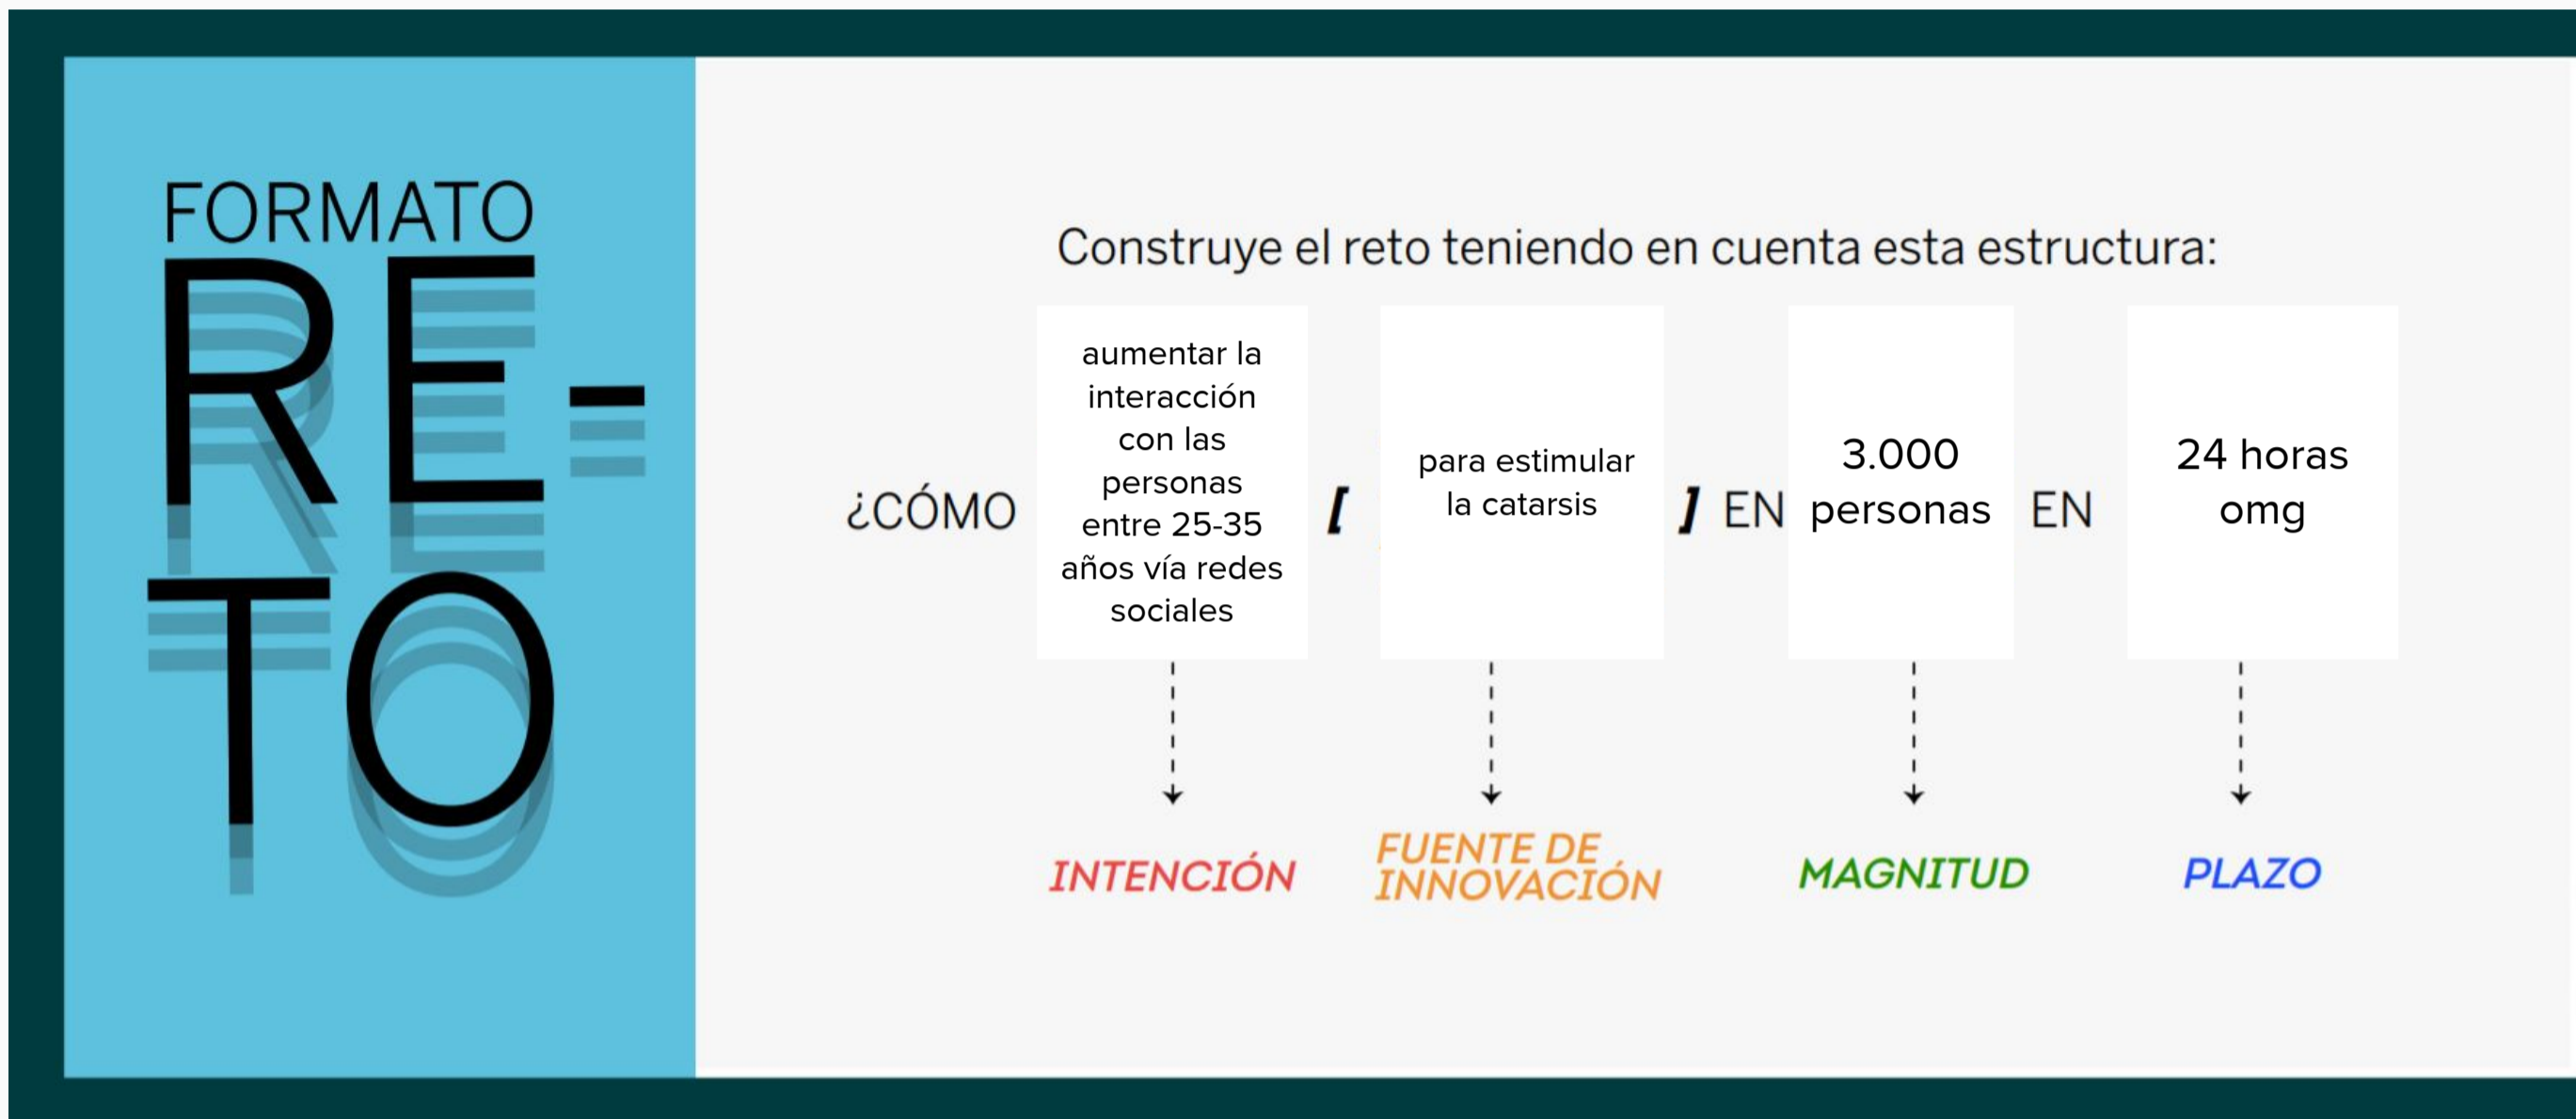 FORMATO
RE-
TO
Construye el reto teniendo en cuenta esta estructura:
¿CÓMO
aumentar la
interacción
con las
personas
entre 25-35
años vía redes
sociales
[
para estimular
la catarsis
] EN
3.000
personas
EN
24 horas
omg
INTENCIÓN
FUENTE DE
INNOVACIÓN
MAGNITUD
PLAZO